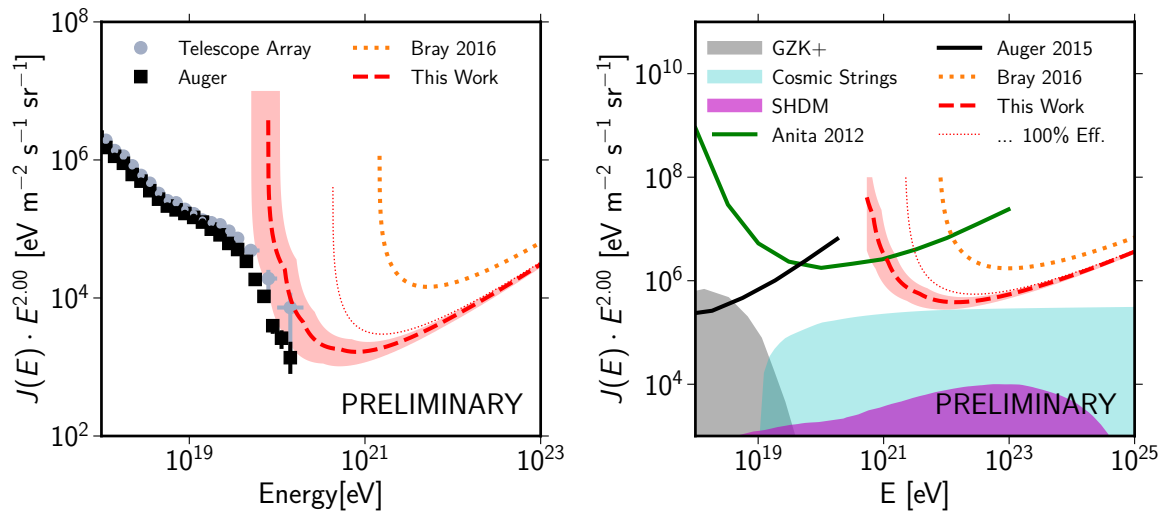 10^8
10^6
10^4
10^2
J(E) · E^2.00 [eV m^−2 s^−1 sr^−1]
Telescope Array
Auger
Bray 2016
This Work
PRELIMINARY
10^19
10^21
10^23
Energy[eV]
10^10
10^8
10^6
10^4
J(E) · E^2.00 [eV m^−2 s^−1 sr^−1]
GZK+
Cosmic Strings
SHDM
Anita 2012
Auger 2015
Bray 2016
This Work
... 100% Eff.
PRELIMINARY
10^19
10^21
10^23
10^25
E [eV]